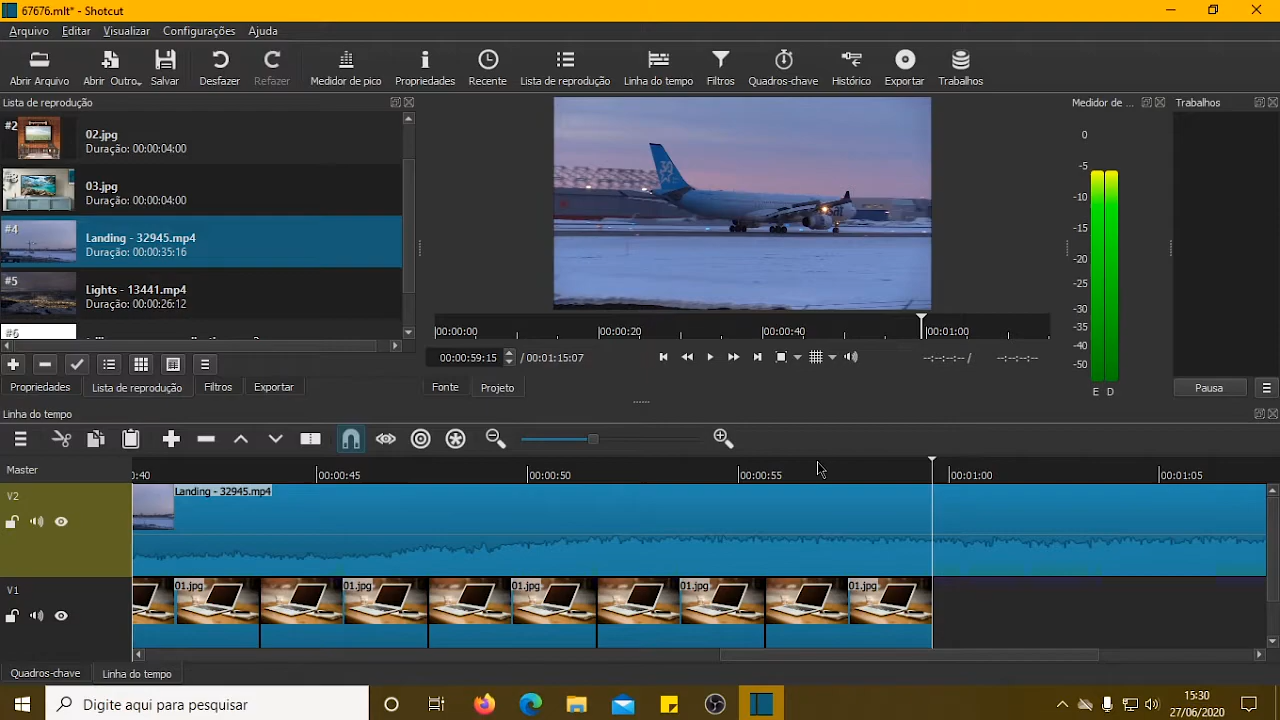 67676.mlt* - Shotcut
Arquivo Editar Visualizar Configurações Ajuda
Abrir Arquivo Abrir Outro... Salvar Desfazer Refazer Medidor de pico Propriedades Recente Lista de reprodução Linha do tempo Filtros Quadros-chave Histórico Exportar Trabalhos
Lista de reprodução
#2 02.jpg
Duração: 00:00:04:00
03.jpg
Duração: 00:00:04:00
#4 Landing - 32945.mp4
Duração: 00:00:35:16
#5 Lights - 13441.mp4
Duração: 00:00:26:12
#6
Propriedades Lista de reprodução Filtros Exportar
00:00:00 00:00:20 00:00:40 00:01:00
00:00:59:15 / 00:01:15:07 --:--:--:-- / --:--:--:--
Fonte Projeto
Medidor de ...
0
-5
-10
-15
-20
-25
-30
-35
-40
-50
E D
Trabalhos
Pausa
Linha do tempo
Master
:0:40 00:00:45 00:00:50 00:00:55 00:01:00 00:01:05
V2
Landing - 32945.mp4
V1
01.jpg 01.jpg 01.jpg 01.jpg 01.jpg
Quadros-chave Linha do tempo
Digite aqui para pesquisar
15:30
27/06/2020